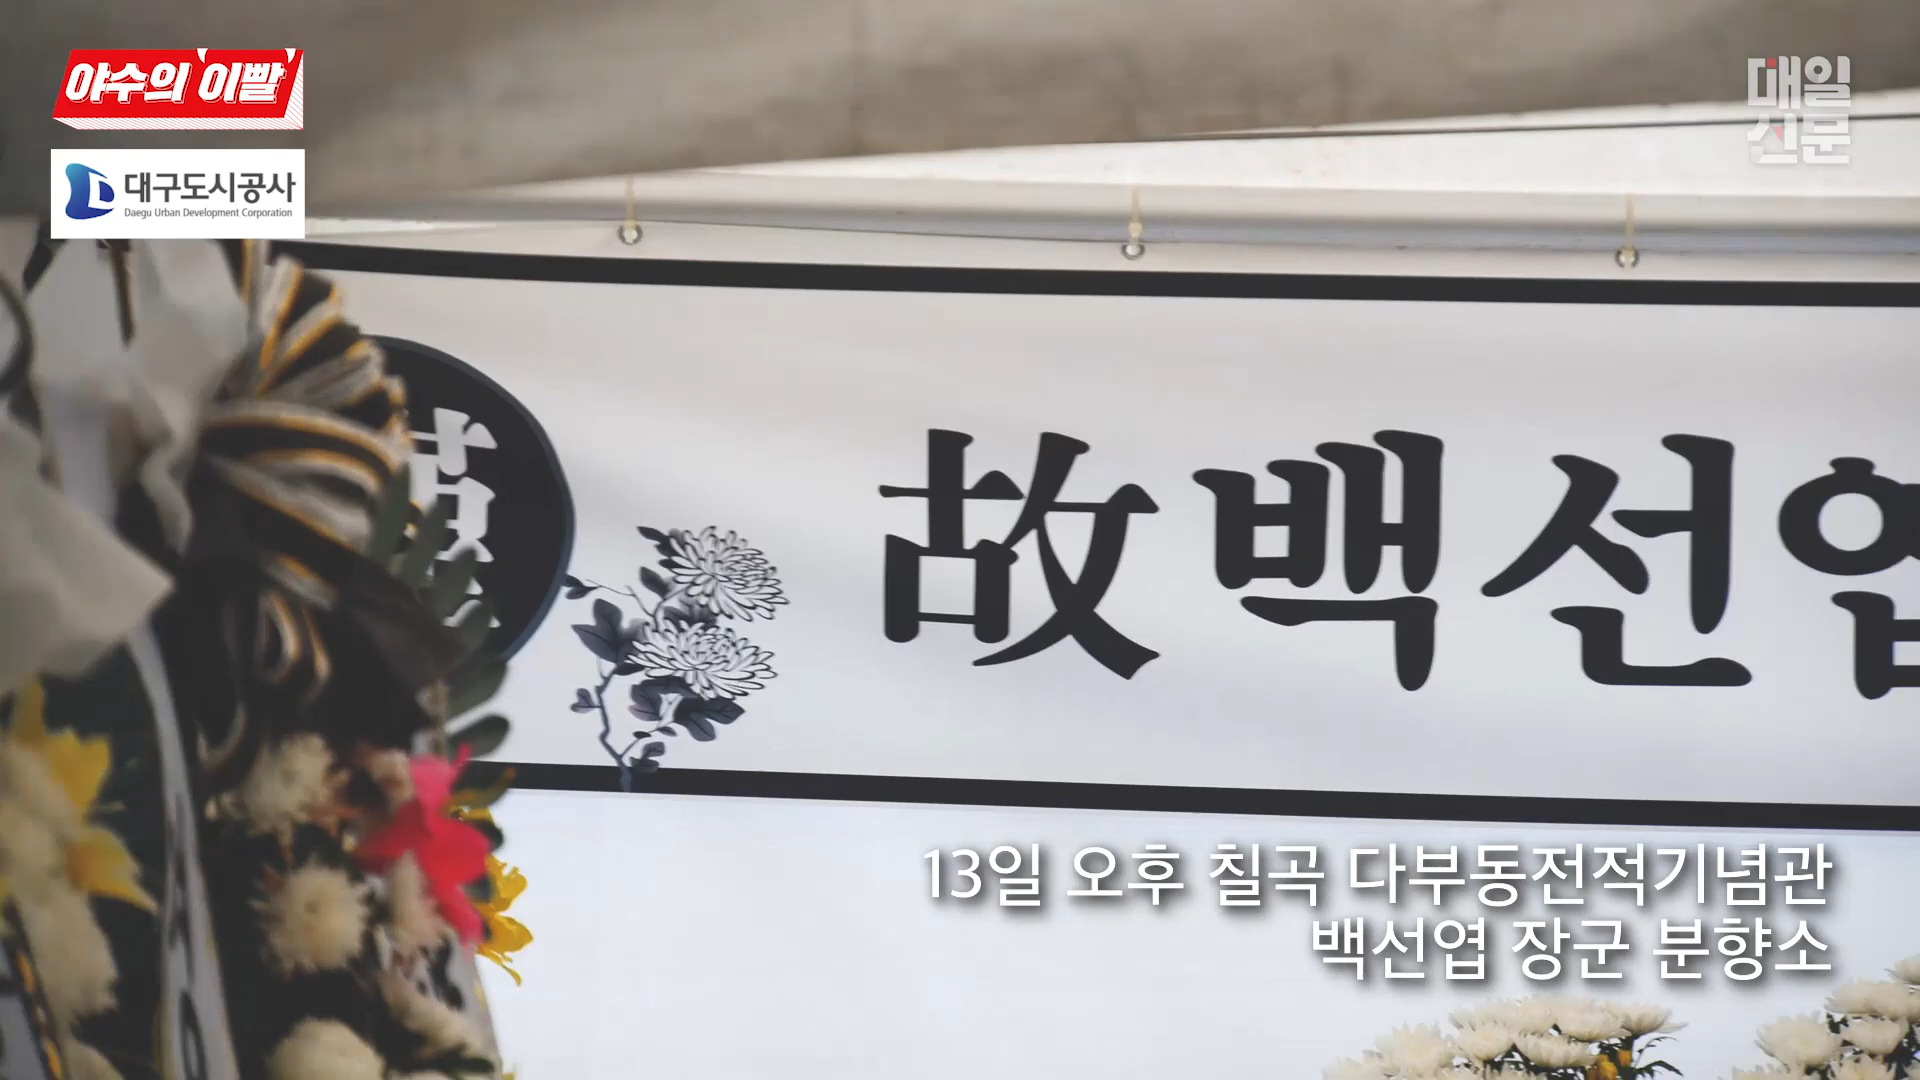 야수의 '이빨'
매일
신문
대구도시공사
Daegu Urban Development Corporation
故백선엽
13일 오후 칠곡 다부동전적기념관
백선엽 장군 분향소